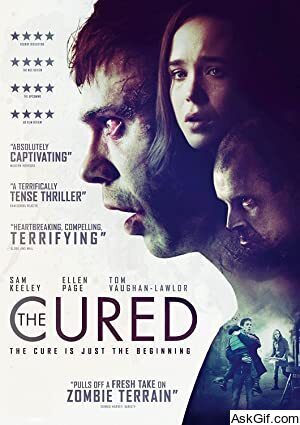 "ABSOLUTELY
CAPTIVATING"
"A TERRIFICALLY
TENSE THRILLER"
"HEARTBREAKING, COMPELLING,
TERRIFYING"
SAM
KEELEY
ELLEN
PAGE
TOM
VAUGHAN-LAWLOR
THE CURED
THE CURE IS JUST THE BEGINNING
"PULLS OFF A FRESH TAKE ON
ZOMBIE TERRAIN"
AskGif.com